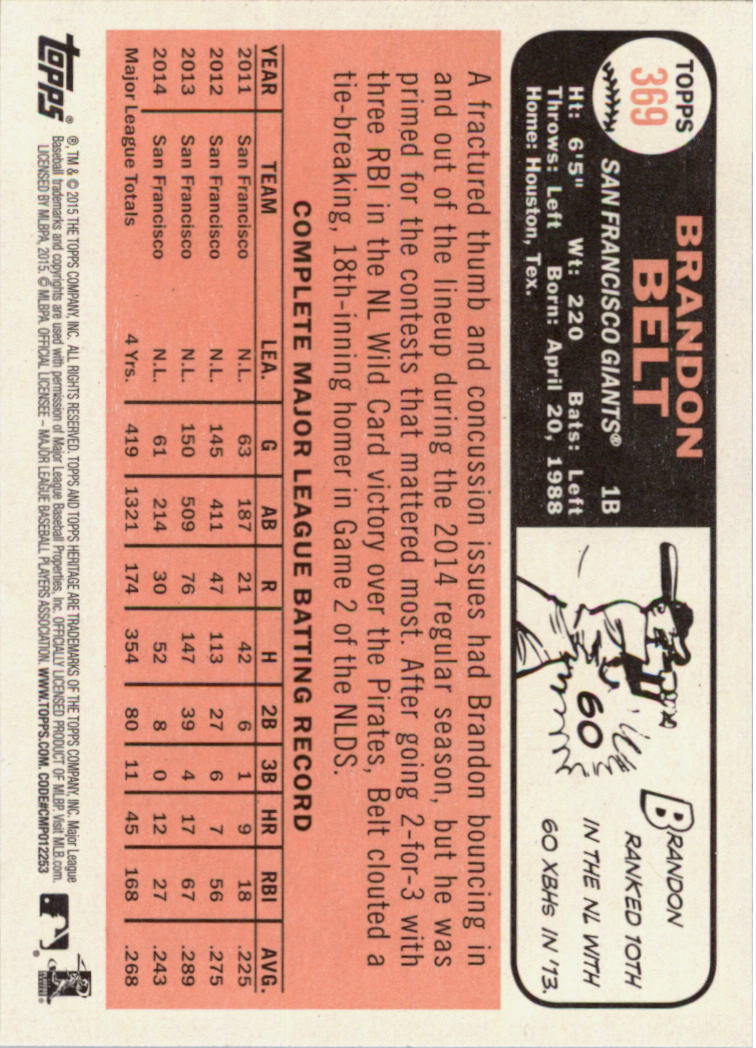 TOPPS
369
BRANDON
BELT
SAN FRANCISCO GIANTS® 1B
Ht: 6'5" Wt: 220 Bats: Left
Throws: Left Born: April 20, 1988
Home: Houston, Tex.
60
BRANDON
RANKED 10TH
IN THE NL WITH
60 XBHs IN '13.
A fractured thumb and concussion issues had Brandon bouncing in
and out of the lineup during the 2014 regular season, but he was
primed for the contests that mattered most. After going 2-for-3 with
three RBI in the NL Wild Card victory over the Pirates, Belt clouted a
tie-breaking, 18th-inning homer in Game 2 of the NLDS.
COMPLETE MAJOR LEAGUE BATTING RECORD
YEAR TEAM LEA. G AB R H 2B 3B HR RBI AVG.
2011 San Francisco N.L. 63 187 21 42 6 1 9 18 .225
2012 San Francisco N.L. 145 411 47 113 27 6 7 56 .275
2013 San Francisco N.L. 150 509 76 147 39 4 17 67 .289
2014 San Francisco N.L. 61 214 30 52 8 0 12 27 .243
Major League Totals 4 Yrs. 419 1321 174 354 80 11 45 168 .268
Topps®
®, TM & © 2015 THE TOPPS COMPANY, INC. ALL RIGHTS RESERVED. TOPPS AND TOPPS HERITAGE ARE TRADEMARKS OF THE TOPPS COMPANY, INC. Major League
Baseball trademarks and copyrights are used with permission of Major League Baseball Properties, Inc. OFFICIALLY LICENSED PRODUCT OF MLBP. Visit MLB.com.
LICENSED BY MLBPA, 2015. © MLBPA. OFFICIAL LICENSEE – MAJOR LEAGUE BASEBALL PLAYERS ASSOCIATION. WWW.TOPPS.COM. CODE#CMP012253